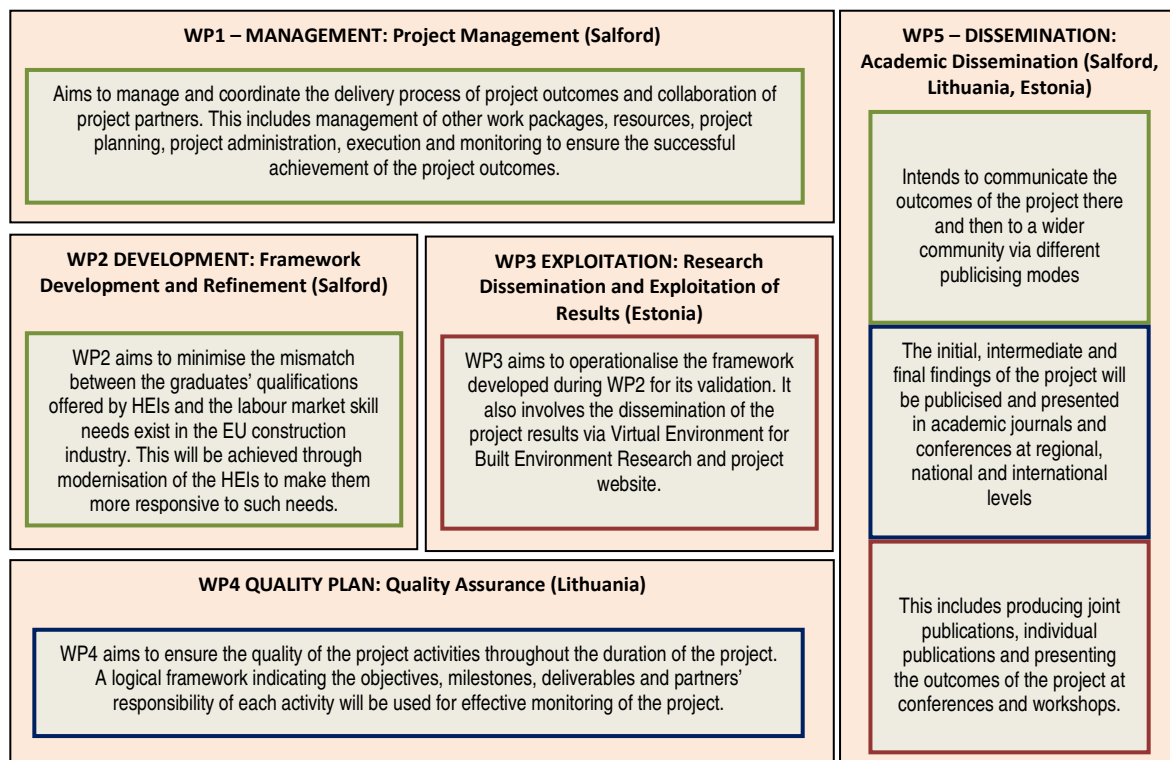 WP1 – MANAGEMENT: Project Management (Salford)
Aims to manage and coordinate the delivery process of project outcomes and collaboration of
project partners. This includes management of other work packages, resources, project
planning, project administration, execution and monitoring to ensure the successful
achievement of the project outcomes.
WP2 DEVELOPMENT: Framework
Development and Refinement (Salford)
WP2 aims to minimise the mismatch
between the graduates’ qualifications
offered by HEIs and the labour market skill
needs exist in the EU construction
industry. This will be achieved through
modernisation of the HEIs to make them
more responsive to such needs.
WP3 EXPLOITATION: Research
Dissemination and Exploitation of
Results (Estonia)
WP3 aims to operationalise the framework
developed during WP2 for its validation. It
also involves the dissemination of the
project results via Virtual Environment for
Built Environment Research and project
website.
WP4 QUALITY PLAN: Quality Assurance (Lithuania)
WP4 aims to ensure the quality of the project activities throughout the duration of the project.
A logical framework indicating the objectives, milestones, deliverables and partners’
responsibility of each activity will be used for effective monitoring of the project.
WP5 – DISSEMINATION:
Academic Dissemination (Salford,
Lithuania, Estonia)
Intends to communicate the
outcomes of the project there
and then to a wider
community via different
publicising modes
The initial, intermediate and
final findings of the project will
be publicised and presented
in academic journals and
conferences at regional,
national and international
levels
This includes producing joint
publications, individual
publications and presenting
the outcomes of the project at
conferences and workshops.